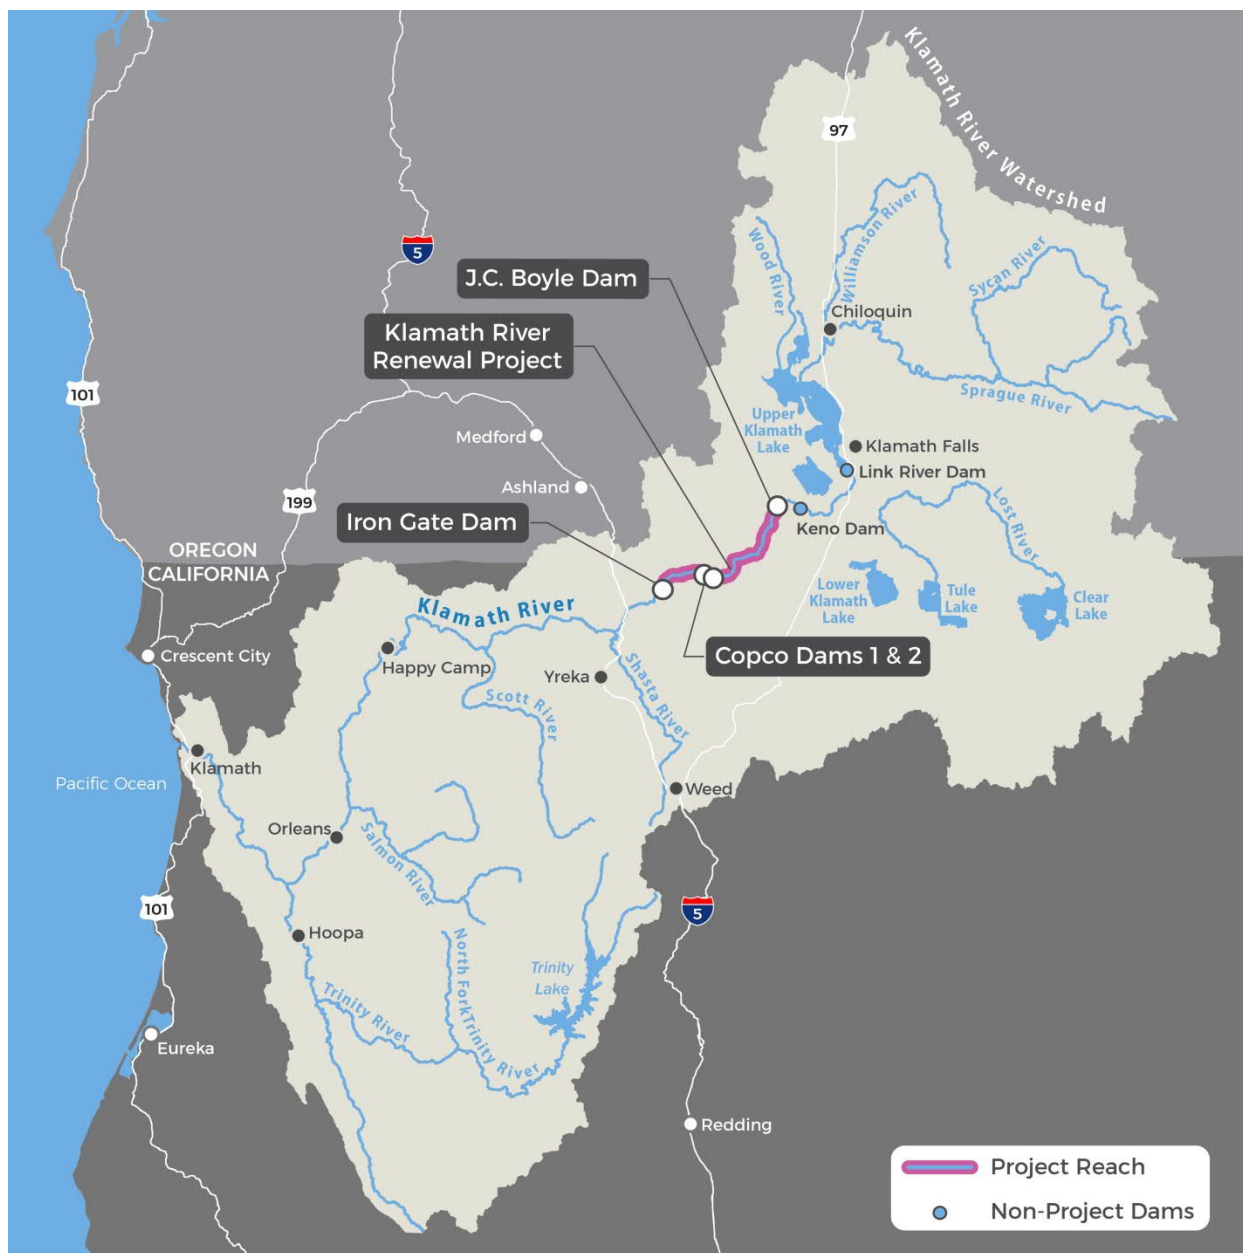 Klamath River Watershed
97
5
Wood River
Williamson River
Sycan River
J.C. Boyle Dam
Chiloquin
Klamath River
Renewal Project
101
Sprague River
Upper
Klamath
Lake
Medford
Klamath Falls
Link River Dam
Ashland
199
Iron Gate Dam
Lost River
Keno Dam
OREGON
CALIFORNIA
Lower
Klamath
Lake
Tule
Lake
Clear
Lake
Klamath River
Crescent City
Happy Camp
Yreka
Shasta River
Copco Dams 1 & 2
Scott River
Klamath
Pacific Ocean
Weed
Orleans
Salmon River
101
5
Hoopa
North Fork Trinity River
Trinity
Lake
Trinity River
Eureka
Redding
Project Reach
Non-Project Dams